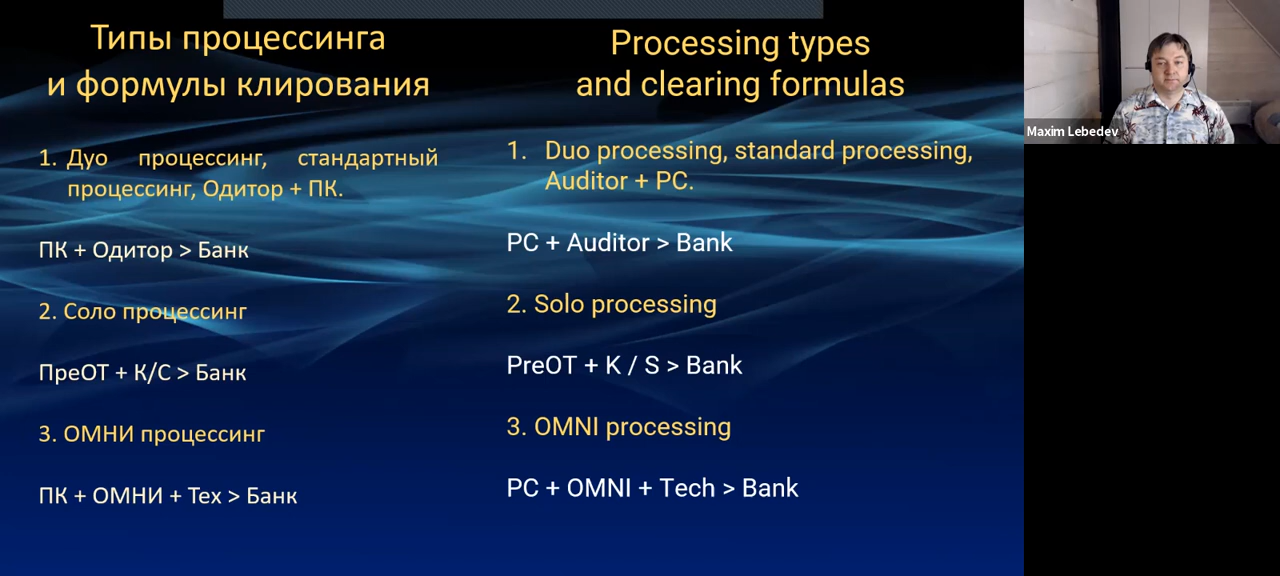 Типы процессинга
и формулы клирования
1. Дуо процессинг, стандартный
процессинг, Одитор + ПК.
ПК + Одитор > Банк
2. Соло процессинг
ПреОТ + К/С > Банк
3. ОМНИ процессинг
ПК + ОМНИ + Тех > Банк
Processing types
and clearing formulas
1. Duo processing, standard processing,
Auditor + PC.
PC + Auditor > Bank
2. Solo processing
PreOT + K / S > Bank
3. OMNI processing
PC + OMNI + Tech > Bank
Maxim Lebedev